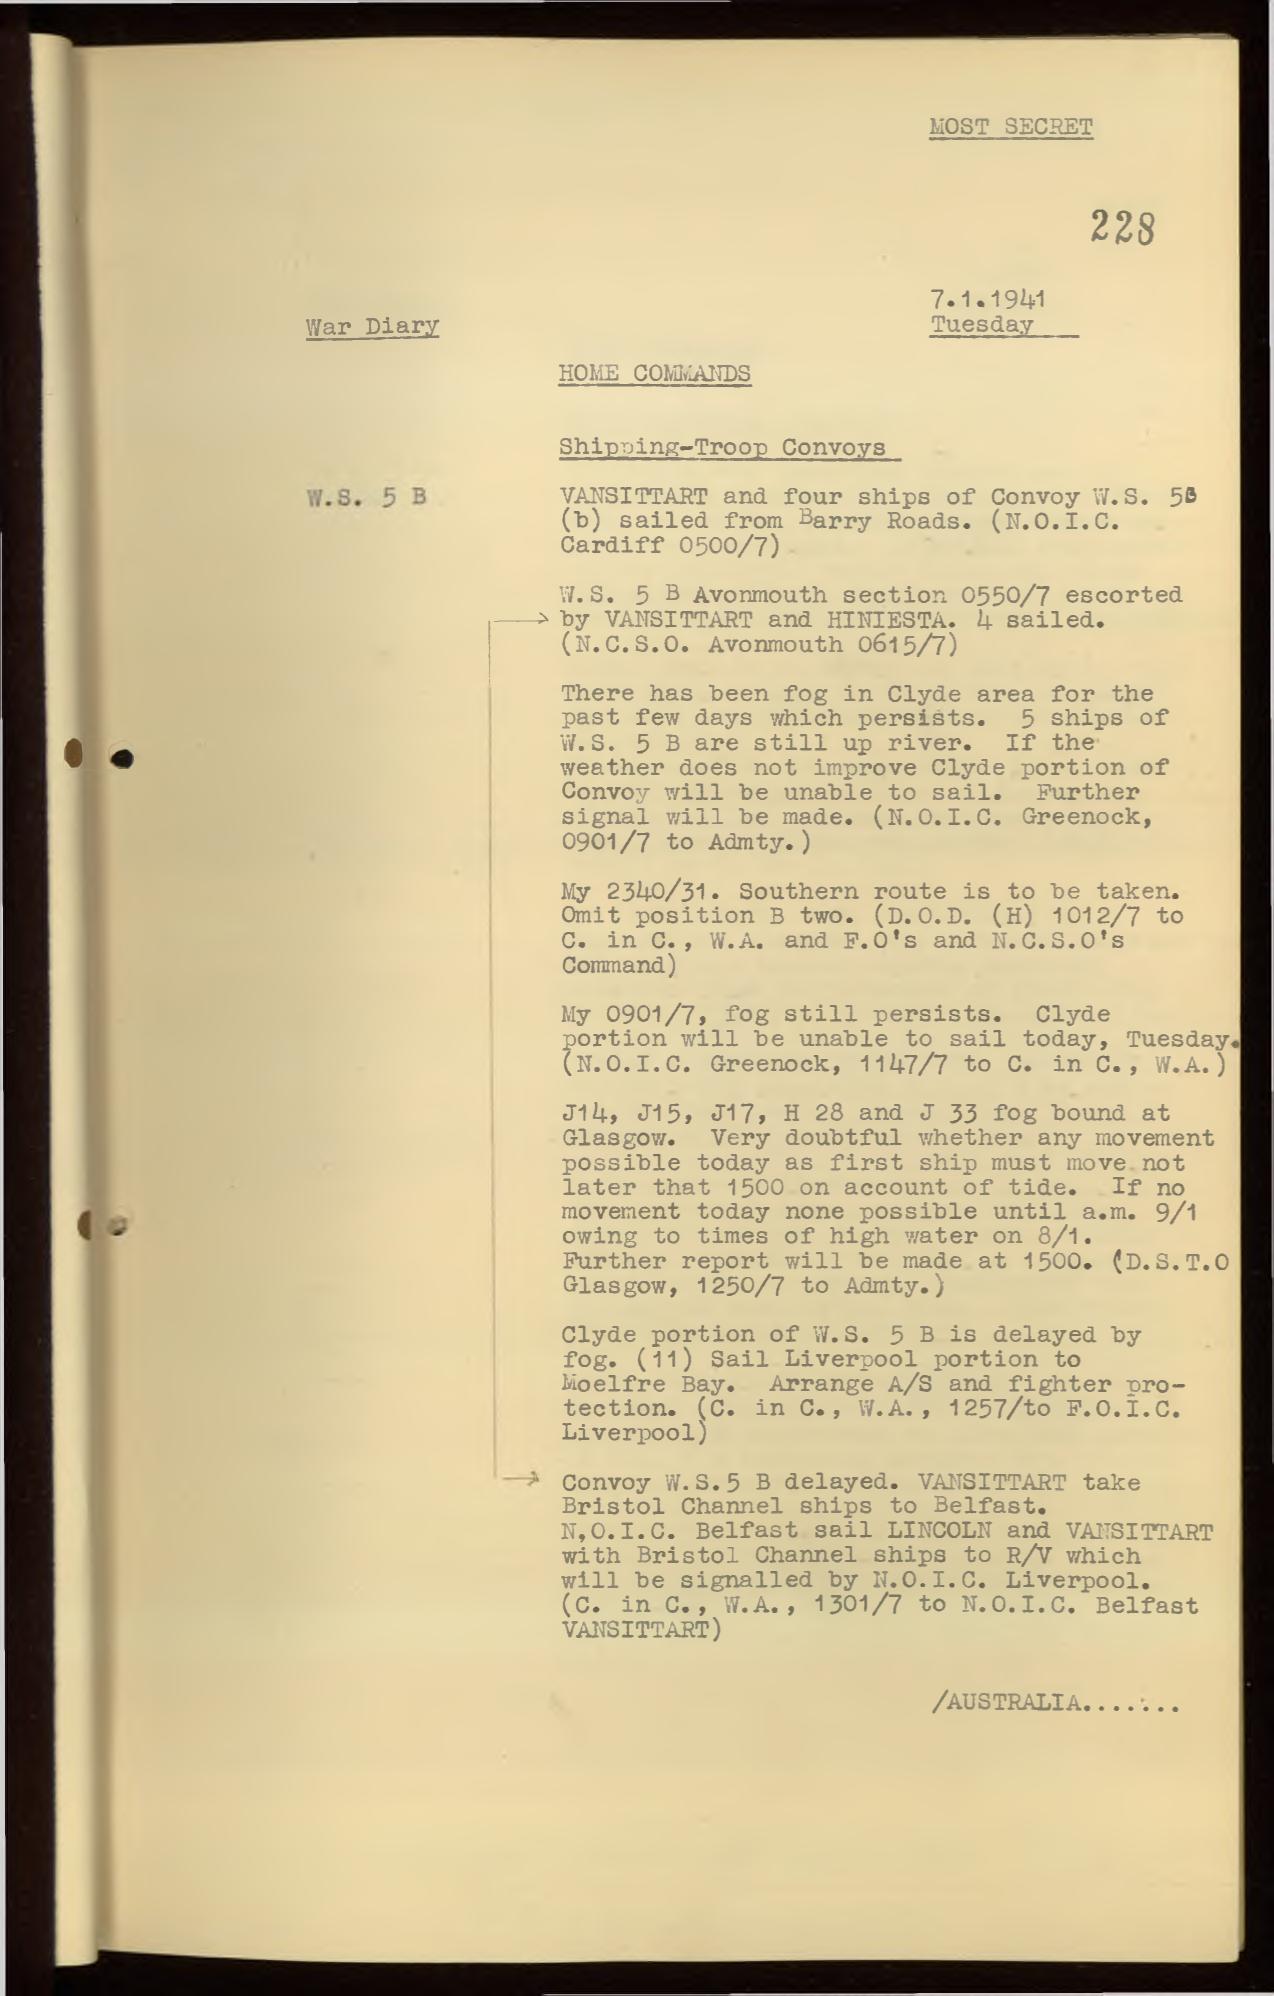 MOST SECRET
228
7.1.1941
War Diary
Tuesday
HOME COMMANDS
Shipping-Troop Convoys
W.S. 5 B
VANSITTART and four ships of Convoy W.S. 5B
(b) sailed from Barry Roads. (N.O.I.C.
Cardiff 0500/7)
W.S. 5 B Avonmouth section 0550/7 escorted
by VANSITTART and HINIESTA. 4 sailed.
(N.C.S.O. Avonmouth 0615/7)
There has been fog in Clyde area for the
past few days which persists. 5 ships of
W.S. 5 B are still up river. If the
weather does not improve Clyde portion of
Convoy will be unable to sail. Further
signal will be made. (N.O.I.C. Greenock,
0901/7 to Admty.)
My 2340/31. Southern route is to be taken.
Omit position B two. (D.O.D. (H) 1012/7 to
C. in C., W.A. and F.O's and N.C.S.O's
Command)
My 0901/7, fog still persists. Clyde
portion will be unable to sail today, Tuesday.
(N.O.I.C. Greenock, 1147/7 to C. in C., W.A.)
J14, J15, J17, H 28 and J 33 fog bound at
Glasgow. Very doubtful whether any movement
possible today as first ship must move not
later that 1500 on account of tide. If no
movement today none possible until a.m. 9/1
owing to times of high water on 8/1.
Further report will be made at 1500. (D.S.T.O
Glasgow, 1250/7 to Admty.)
Clyde portion of W.S. 5 B is delayed by
fog. (11) Sail Liverpool portion to
Moelfre Bay. Arrange A/S and fighter pro-
tection. (C. in C., W.A., 1257/to F.O.I.C.
Liverpool)
Convoy W.S.5 B delayed. VANSITTART take
Bristol Channel ships to Belfast.
N,O.I.C. Belfast sail LINCOLN and VANSITTART
with Bristol Channel ships to R/V which
will be signalled by N.O.I.C. Liverpool.
(C. in C., W.A., 1301/7 to N.O.I.C. Belfast
VANSITTART)
/AUSTRALIA.......